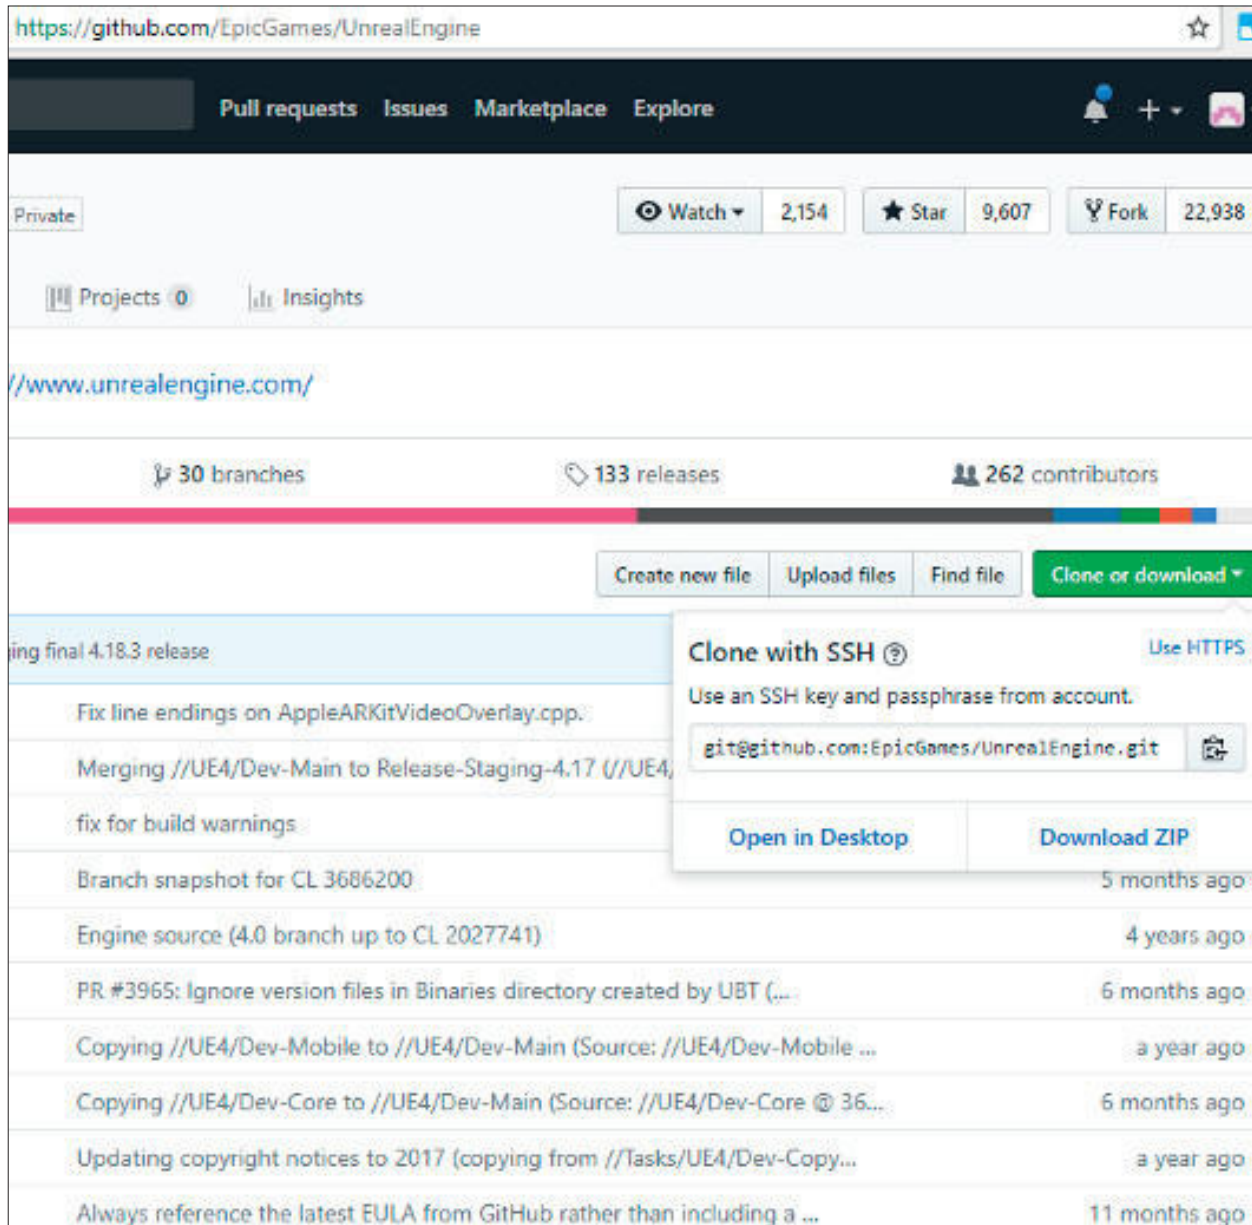 https://github.com/EpicGames/UnrealEngine
Pull requests Issues Marketplace Explore
Private Watch 2,154 Star 9,607 Fork 22,938
Projects 0 Insights
//www.unrealengine.com/
30 branches 133 releases 262 contributors
Create new file Upload files Find file Clone or download
ging final 4.18.3 release
Clone with SSH Use HTTPS
Use an SSH key and passphrase from account.
git@github.com:EpicGames/UnrealEngine.git
Open in Desktop Download ZIP
Fix line endings on AppleARKitVideoOverlay.cpp.
Merging //UE4/Dev-Main to Release-Staging-4.17 (//UE4/
fix for build warnings
Branch snapshot for CL 3686200 5 months ago
Engine source (4.0 branch up to CL 2027741) 4 years ago
PR #3965: Ignore version files in Binaries directory created by UBT (... 6 months ago
Copying //UE4/Dev-Mobile to //UE4/Dev-Main (Source: //UE4/Dev-Mobile ... a year ago
Copying //UE4/Dev-Core to //UE4/Dev-Main (Source: //UE4/Dev-Core @ 36... 6 months ago
Updating copyright notices to 2017 (copying from //Tasks/UE4/Dev-Copy... a year ago
Always reference the latest EULA from GitHub rather than including a ... 11 months ago